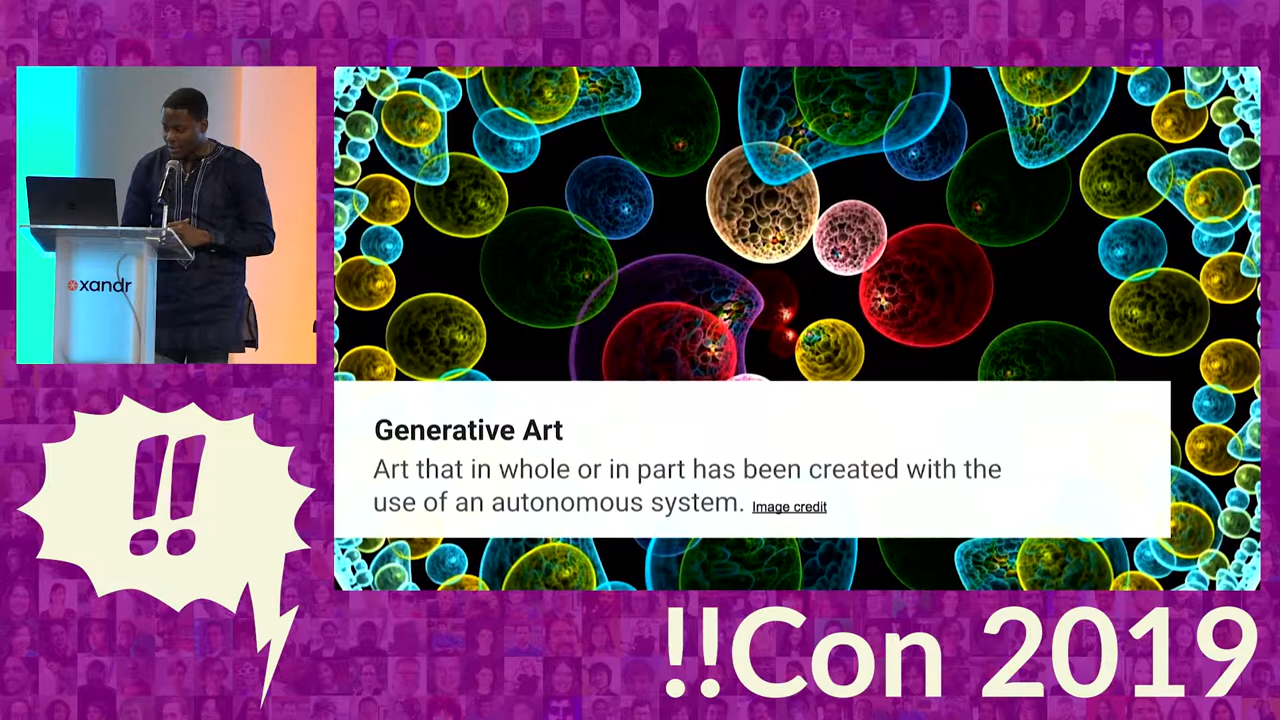 xandr
Generative Art
Art that in whole or in part has been created with the
use of an autonomous system. Image credit
!!
!!Con 2019